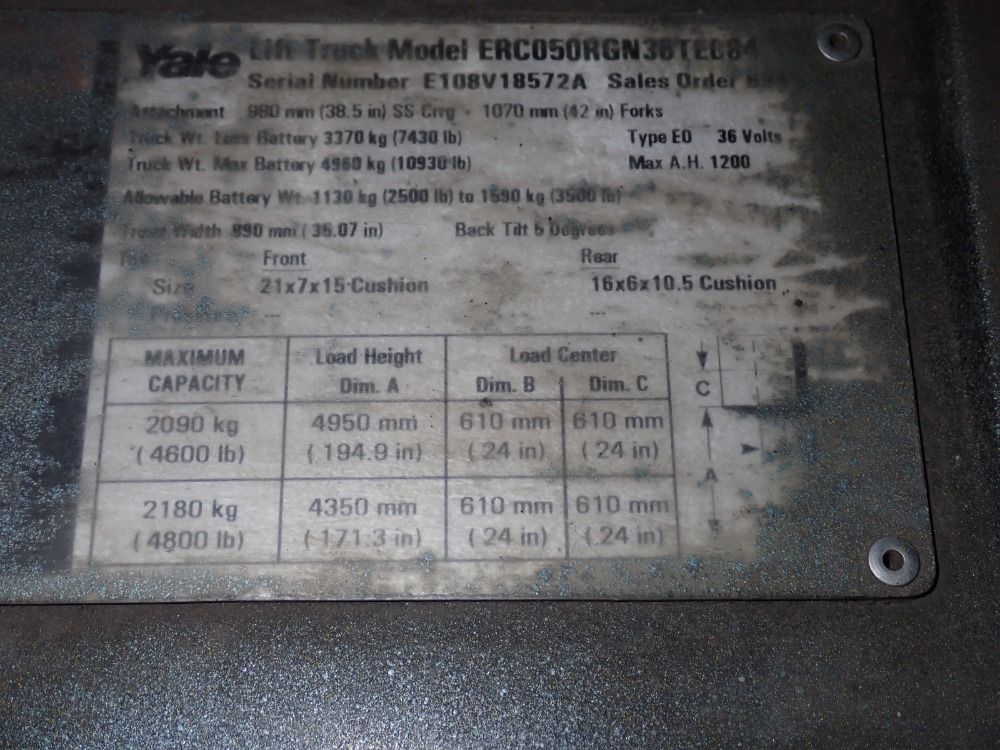 Yale Lift Truck Model
Serial Number E108V18572A Sales Order
Attachment 980 mm (38.5 in) SS Crrg - 1070 mm (42 in) Forks
Truck Wt. Less Battery 3370 kg (7430 lb) Type EO 36 Volts
Truck Wt. Max Battery 4960 kg (10930 lb) Max A.H. 1200
Allowable Battery Wt. 1130 kg (2500 lb) to 1590 kg (3500 lb)
Width 890 mm ( 35.07 in) Back Tilt 5 Degrees
Front Rear
Size 21x7x15 Cushion 16x6x10.5 Cushion
--- ---
MAXIMUM CAPACITY Load Height Dim. A Load Center Dim. B Dim. C
2090 kg 4950 mm 610 mm 610 mm
( 4600 lb) ( 194.9 in) ( 24 in) ( 24 in)
2180 kg 4350 mm 610 mm 610 mm
( 4800 lb) ( 171.3 in) ( 24 in) ( 24 in)
C
A